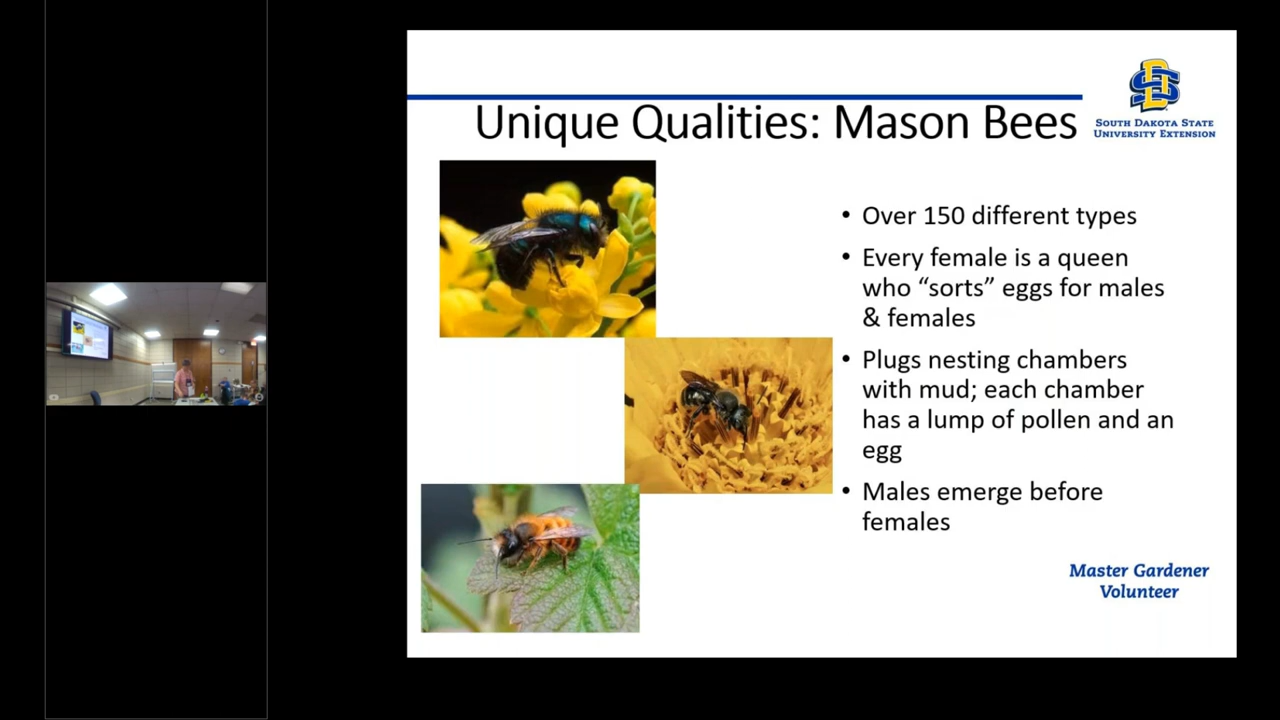 Unique Qualities: Mason Bees
SOUTH DAKOTA STATE
UNIVERSITY EXTENSION
• Over 150 different types
• Every female is a queen
who “sorts” eggs for males
& females
• Plugs nesting chambers
with mud; each chamber
has a lump of pollen and an
egg
• Males emerge before
females
Master Gardener
Volunteer